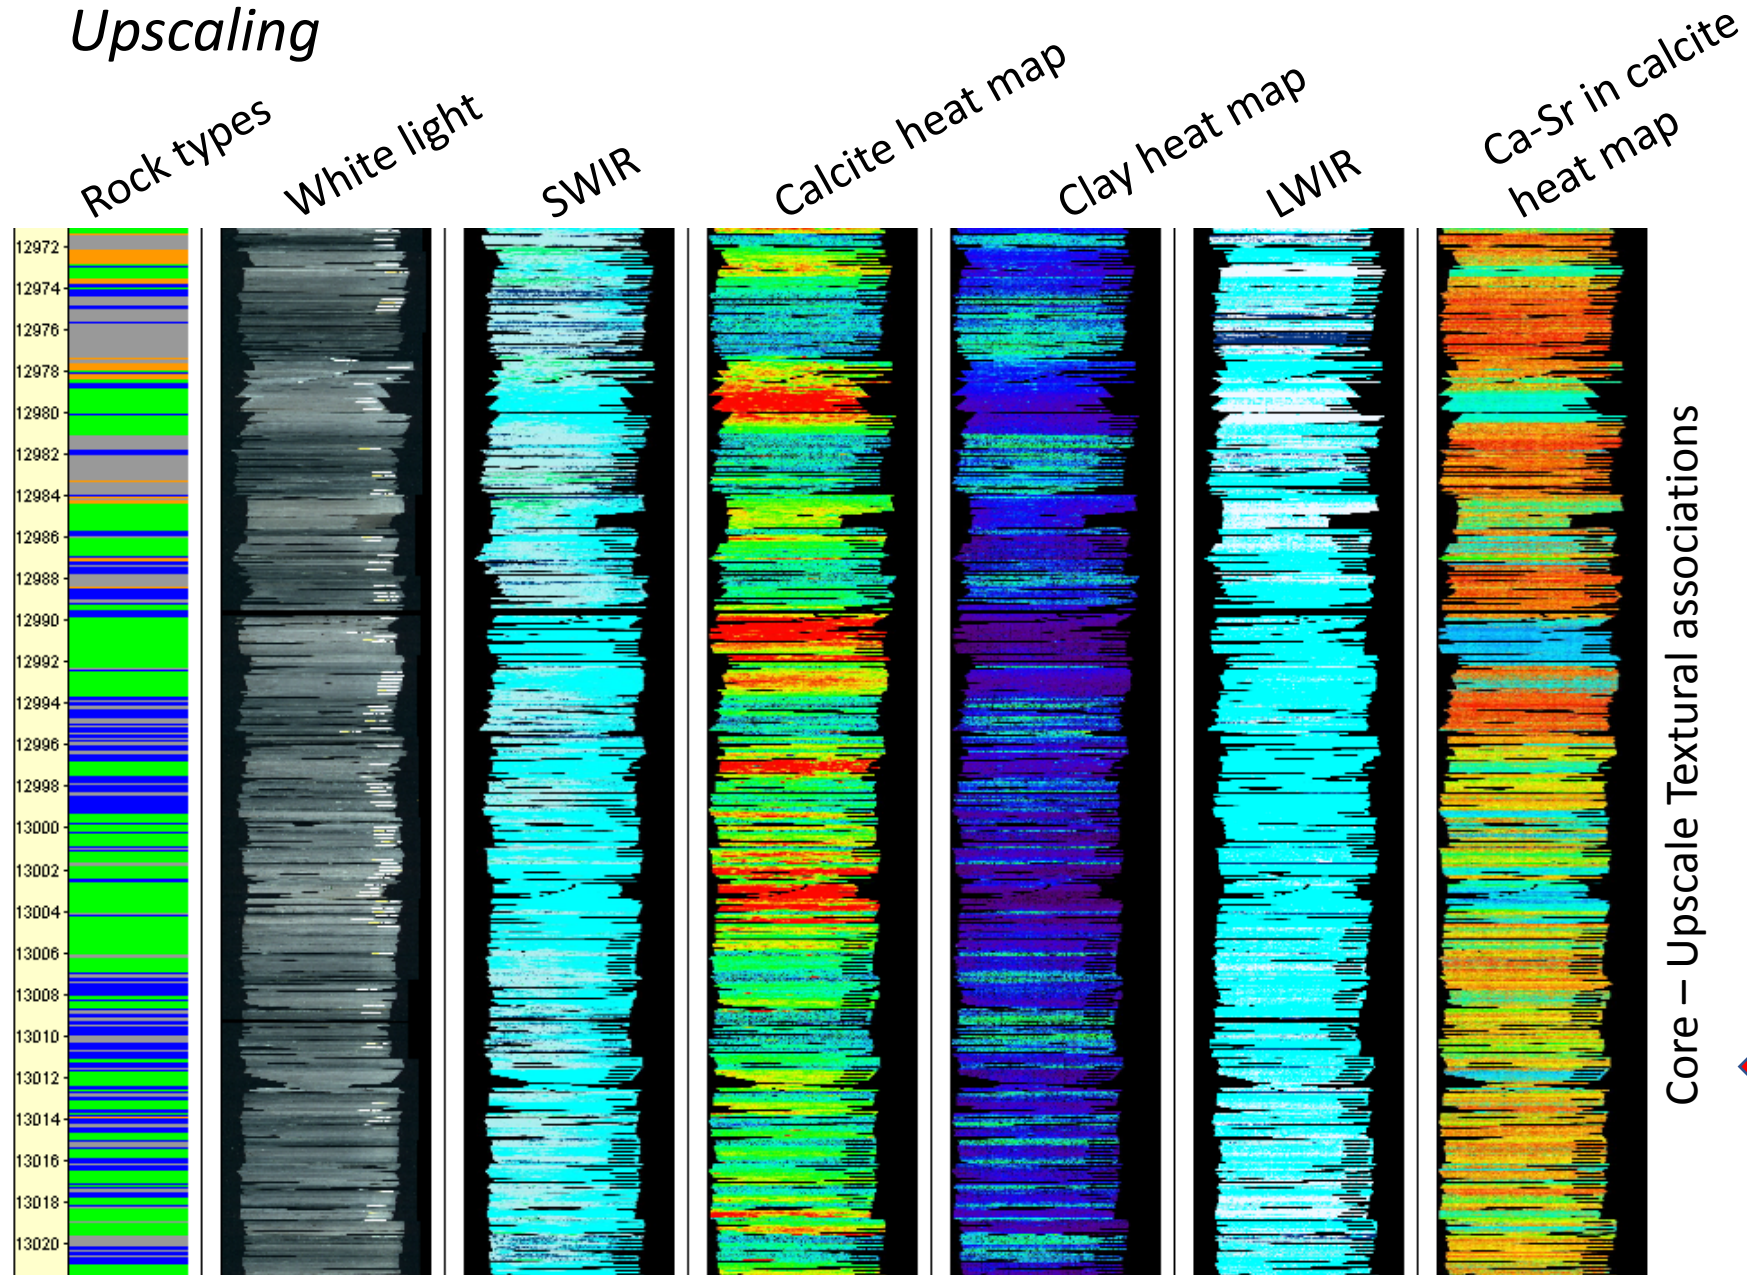 Upscaling
Rock types
White light
SWIR
Calcite heat map
Clay heat map
LWIR
Ca-Sr in calcite
heat map
12972
12974
12976
12978
12980
12982
12984
12986
12988
12990
12992
12994
12996
12998
13000
13002
13004
13006
13008
13010
13012
13014
13016
13018
13020
Core – Upscale Textural associations